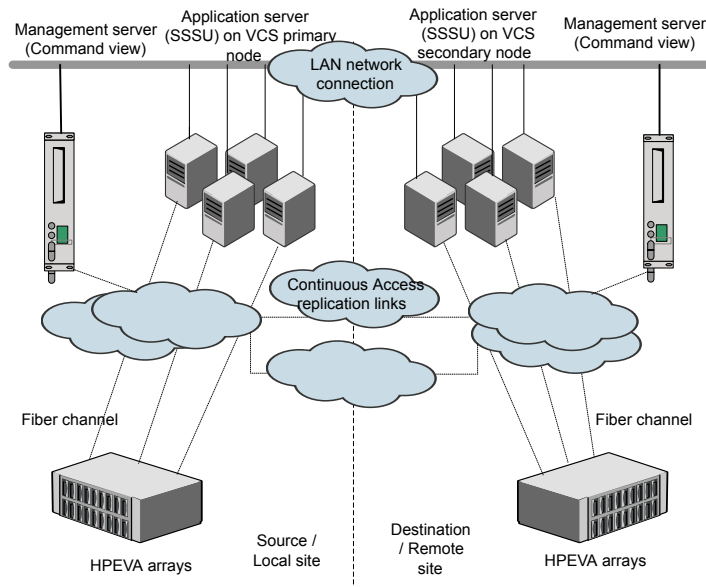 Management server
(Command view)
Application server
(SSSU) on VCS primary
node
Application server
(SSSU) on VCS
secondary node
Management server
(Command view)
LAN network
connection
Continuous Access
replication links
Fiber channel
Fiber channel
Source /
Local site
Destination
/ Remote
site
HPEVA arrays
HPEVA arrays